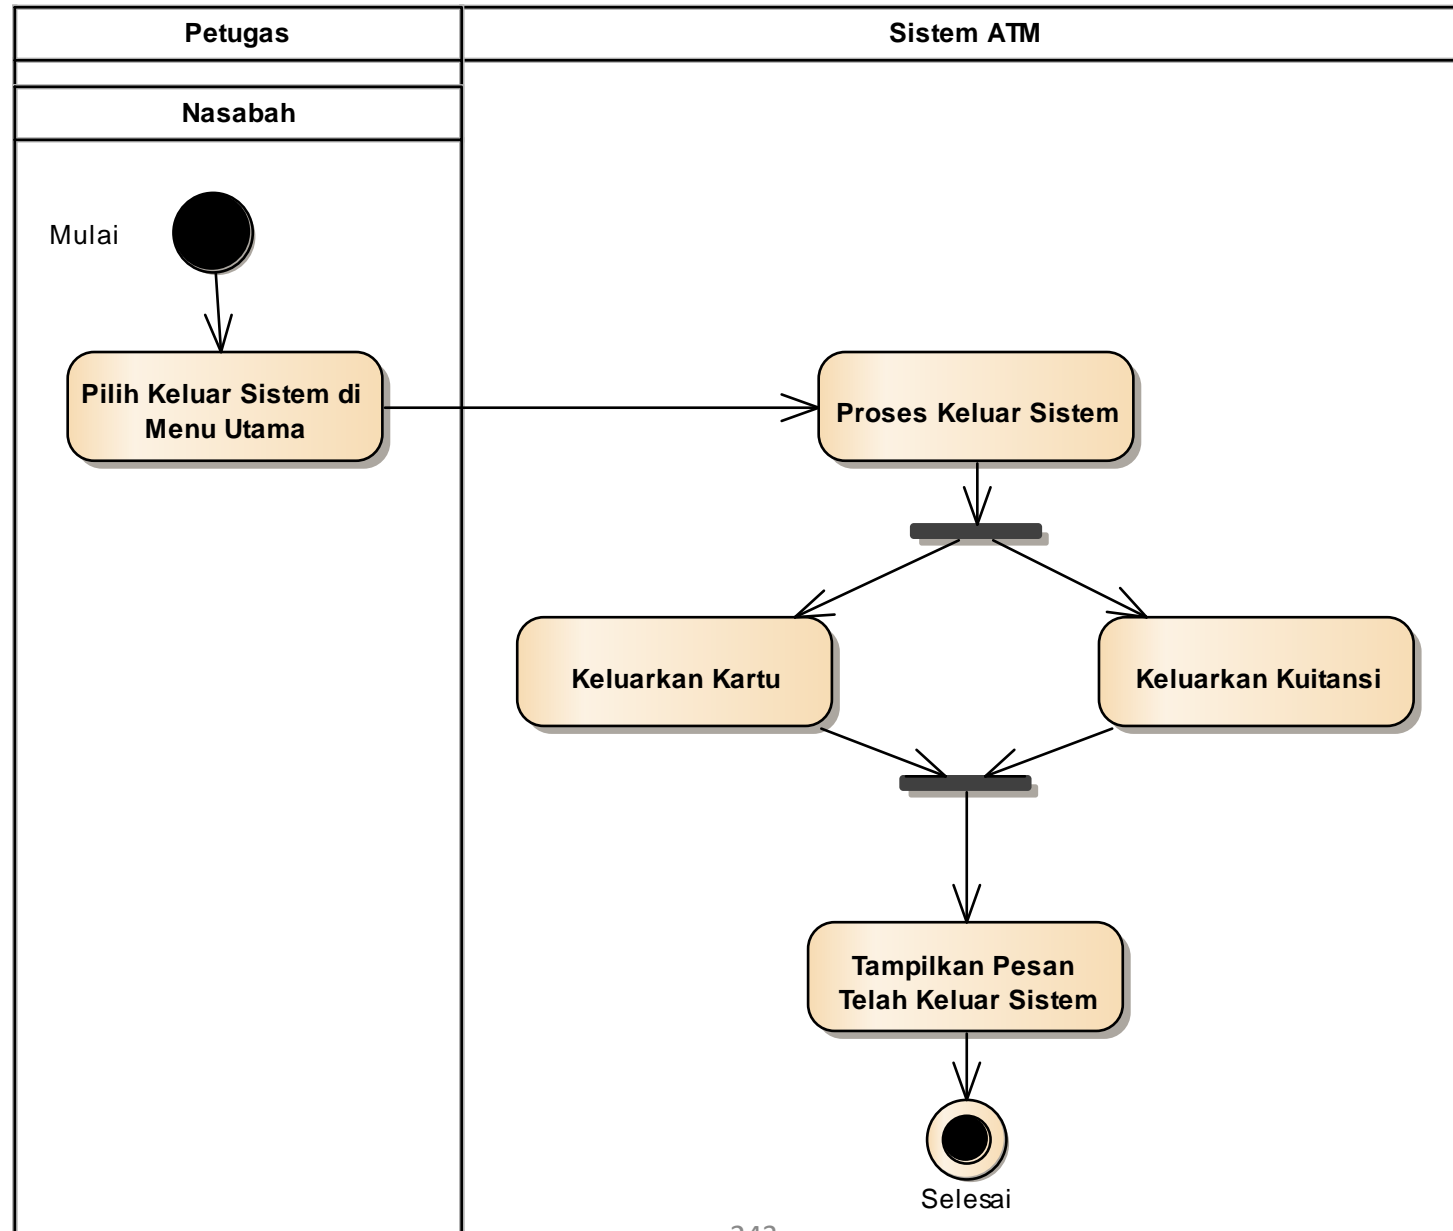 Petugas
Sistem ATM
Nasabah
Mulai
Pilih Keluar Sistem di
Menu Utama
Proses Keluar Sistem
Keluarkan Kartu
Keluarkan Kuitansi
Tampilkan Pesan
Telah Keluar Sistem
Selesai